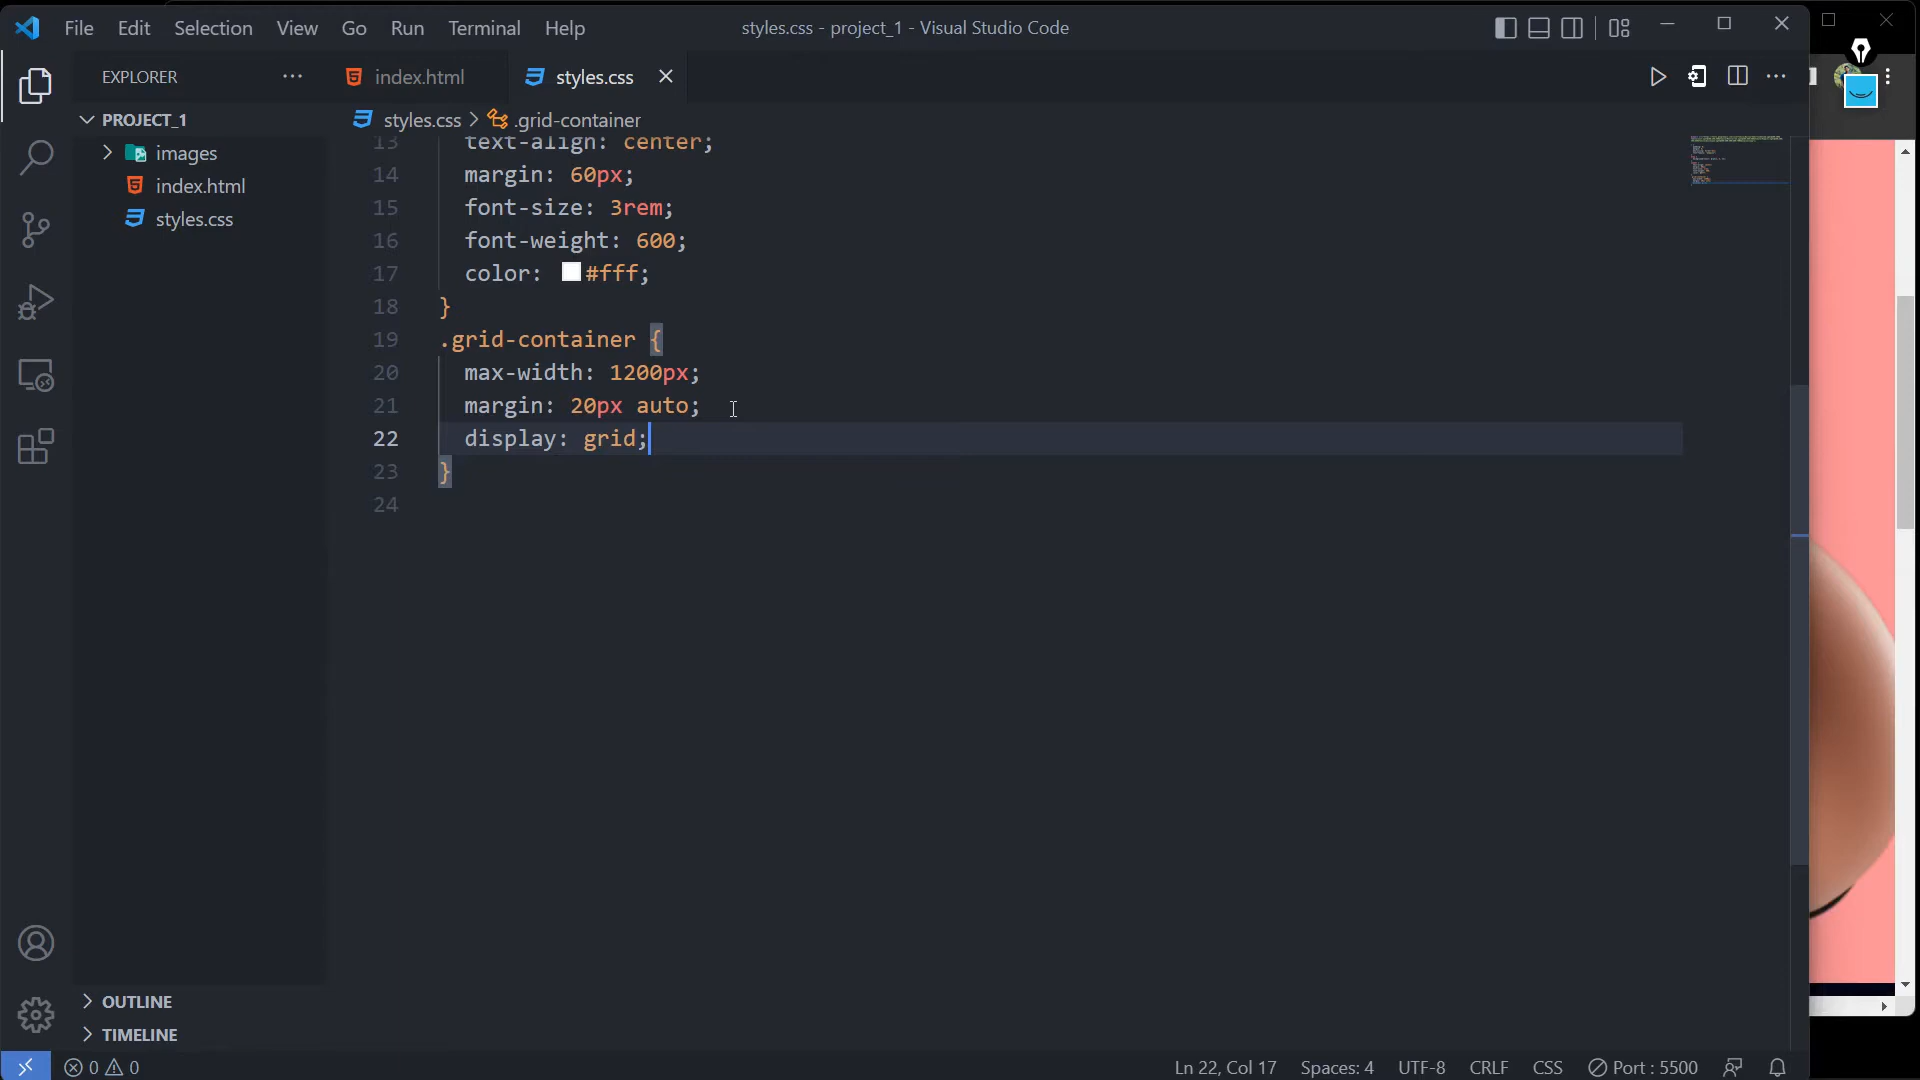 File Edit Selection View Go Run Terminal Help
styles.css - project_1 - Visual Studio Code
EXPLORER
index.html
styles.css
PROJECT_1
images
index.html
styles.css
styles.css > .grid-container
13 text-align: center;
14 margin: 60px;
15 font-size: 3rem;
16 font-weight: 600;
17 color: #fff;
18 }
19 .grid-container {
20 max-width: 1200px;
21 margin: 20px auto;
22 display: grid;
23 }
24
OUTLINE
TIMELINE
0 0
Ln 22, Col 17 Spaces: 4 UTF-8 CRLF CSS Port : 5500